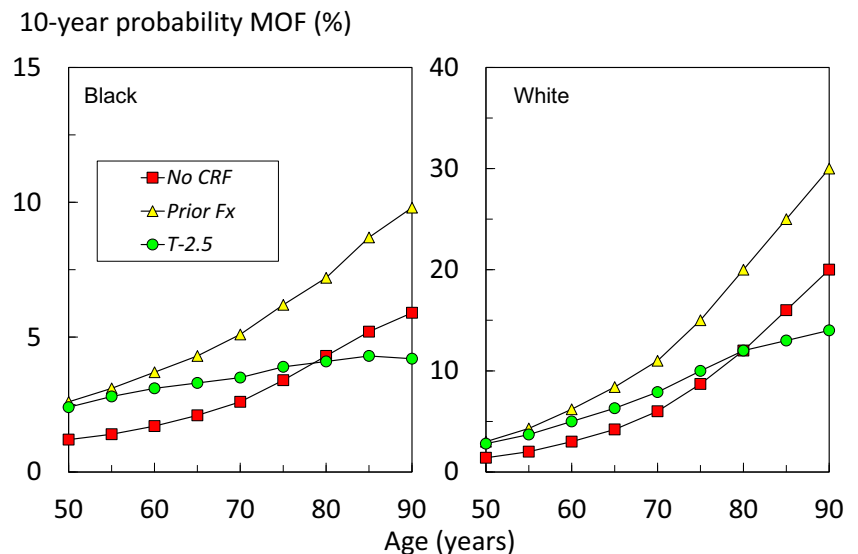 10-year probability MOF (%)
15
10
5
0
Black
No CRF
Prior Fx
T-2.5
50 60 70 80 90
40
30
20
10
0
White
50 60 70 80 90
Age (years)